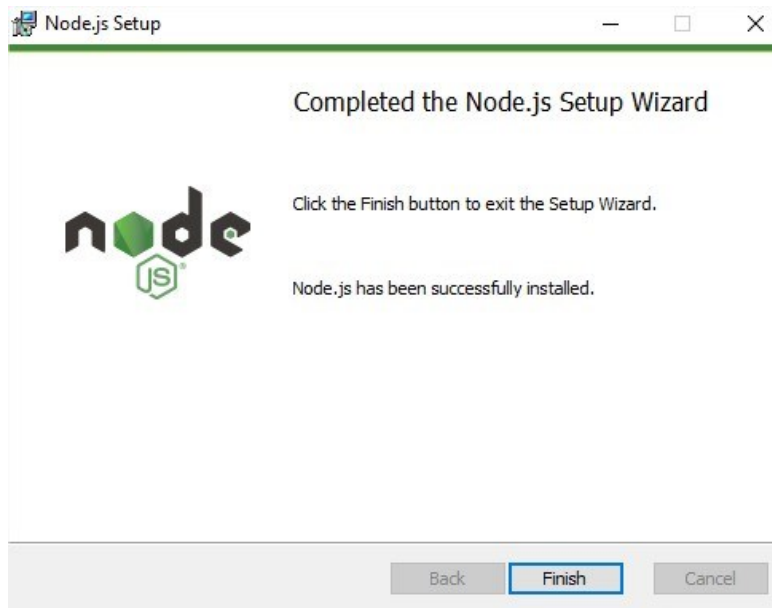 Node.js Setup
Completed the Node.js Setup Wizard
Click the Finish button to exit the Setup Wizard.
node
JS
Node.js has been successfully installed.
Back Finish Cancel